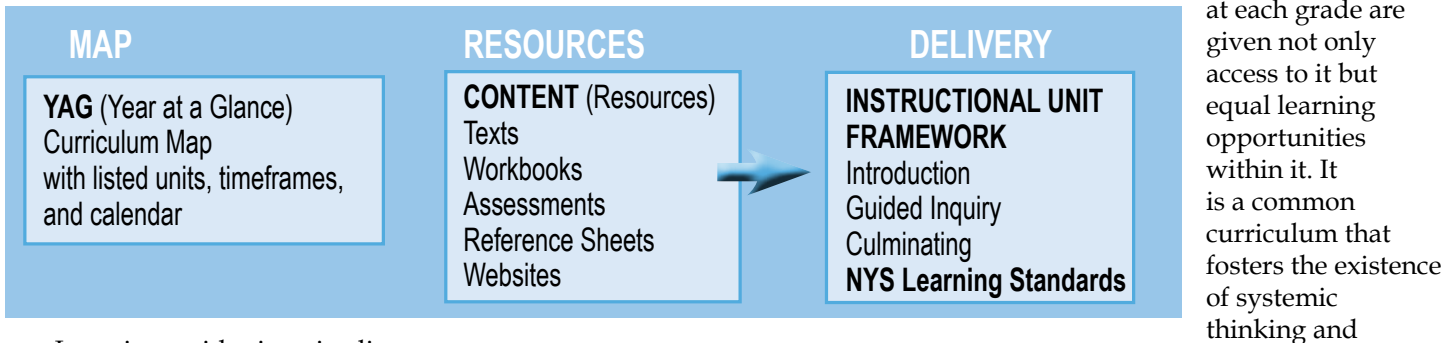 MAP
YAG (Year at a Glance)
Curriculum Map
with listed units, timeframes,
and calendar
RESOURCES
CONTENT (Resources)
Texts
Workbooks
Assessments
Reference Sheets
Websites
DELIVERY
INSTRUCTIONAL UNIT
FRAMEWORK
Introduction
Guided Inquiry
Culminating
NYS Learning Standards
at each grade are
given not only
access to it but
equal learning
opportunities
within it. It
is a common
curriculum that
fosters the existence
of systemic
thinking and